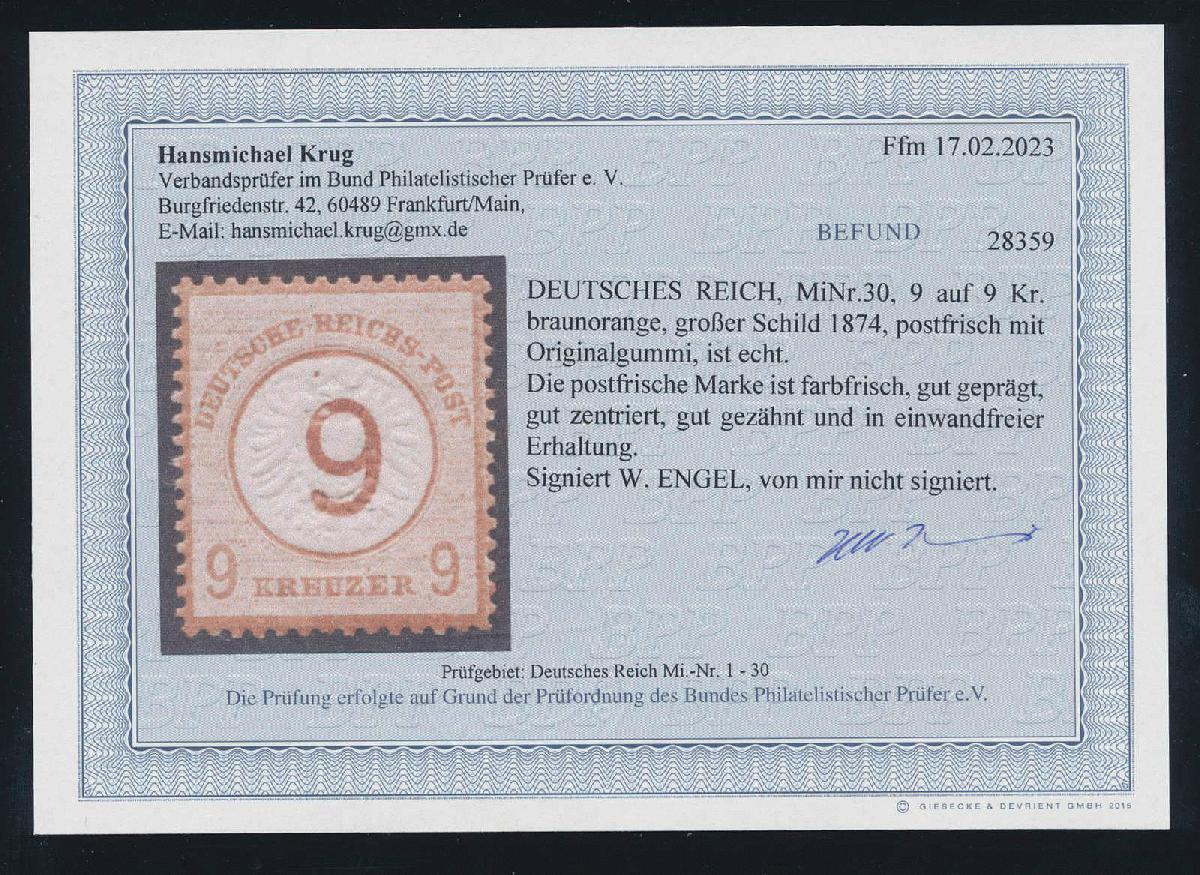 Hansmichael Krug
Verbandsprüfer im Bund Philatelistischer Prüfer e. V.
Burgfriedenstr. 42, 60489 Frankfurt/Main,
E-Mail: hansmichael.krug@gmx.de
Ffm 17.02.2023
BEFUND
28359
DEUTSCHE REICHS-POST
9
9 KREUZER 9
DEUTSCHES REICH, MiNr.30, 9 auf 9 Kr.
braunorange, großer Schild 1874, postfrisch mit
Originalgummi, ist echt.
Die postfrische Marke ist farbfrisch, gut geprägt,
gut zentriert, gut gezähnt und in einwandfreier
Erhaltung.
Signiert W. ENGEL, von mir nicht signiert.
Prüfgebiet: Deutsches Reich Mi.-Nr. 1 - 30
Die Prüfung erfolgte auf Grund der Prüfordnung des Bundes Philatelistischer Prüfer e.V.
© GIESECKE & DEVRIENT GMBH 2016